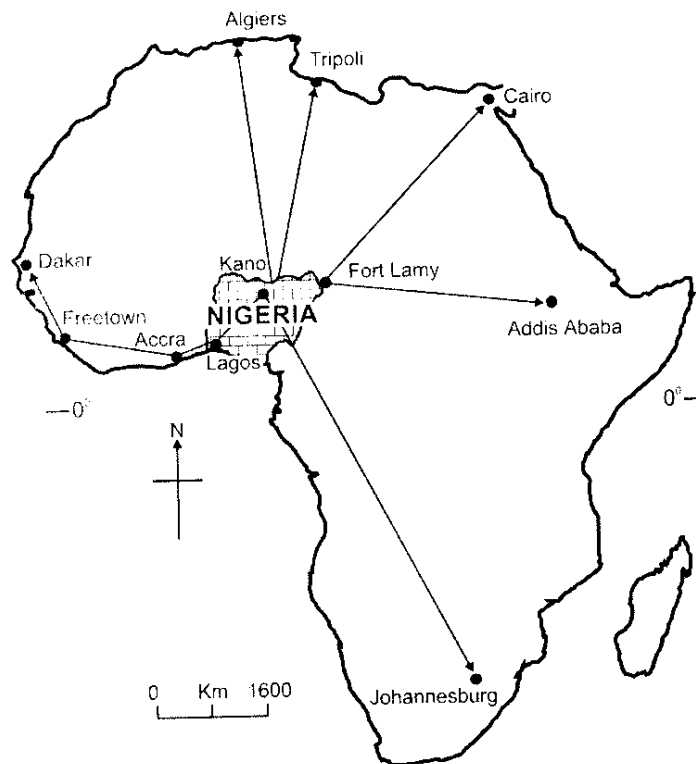 Algiers
Tripoli
Cairo
Kano
Fort Lamy
Dakar
NIGERIA
Addis Ababa
Freetown
Accra
Lagos
0°
0°
N
0 Km 1600
Johannesburg